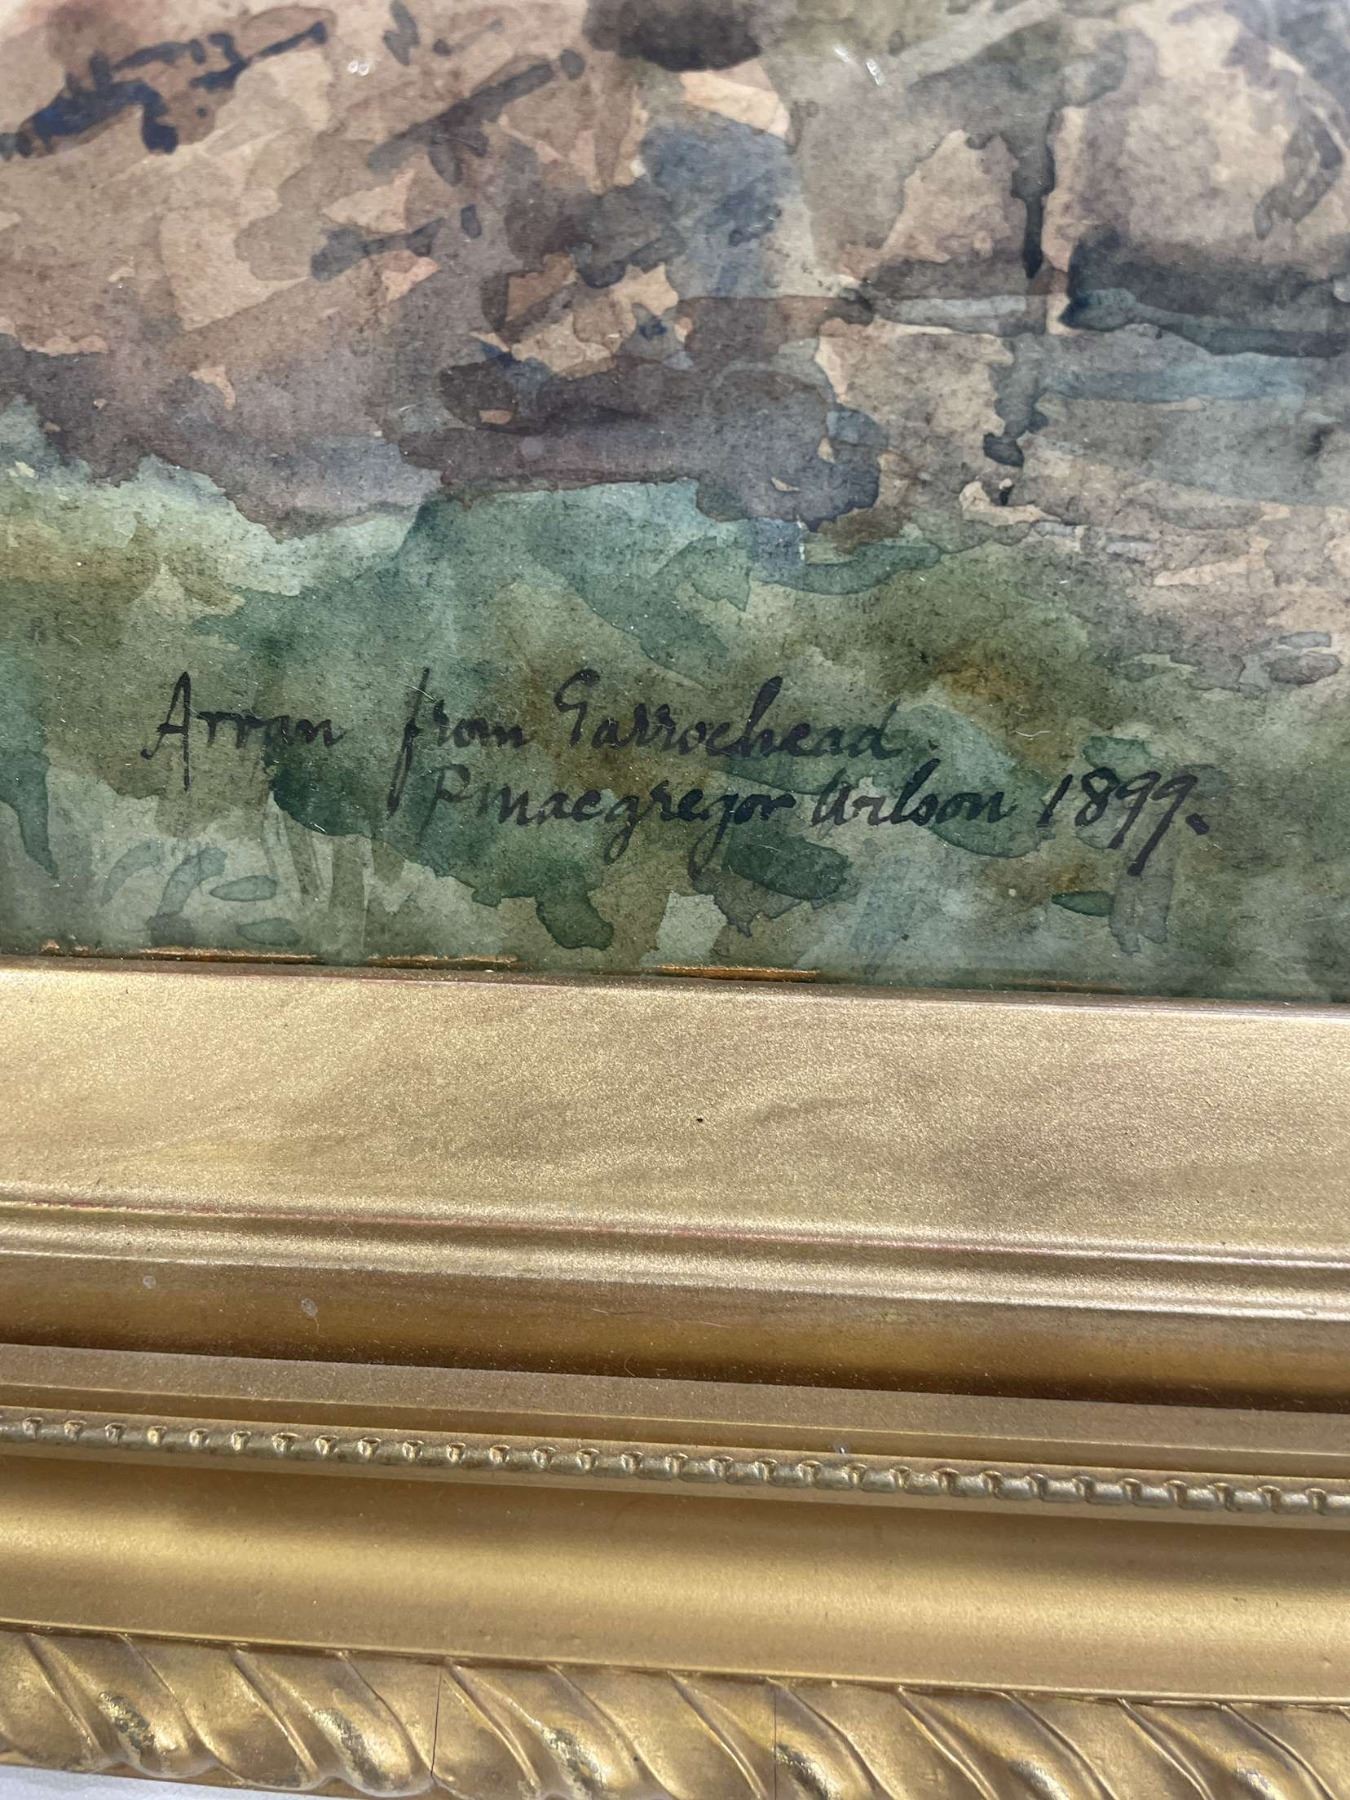 Arran from Garrochead.
P Macgregor Wilson 1899.